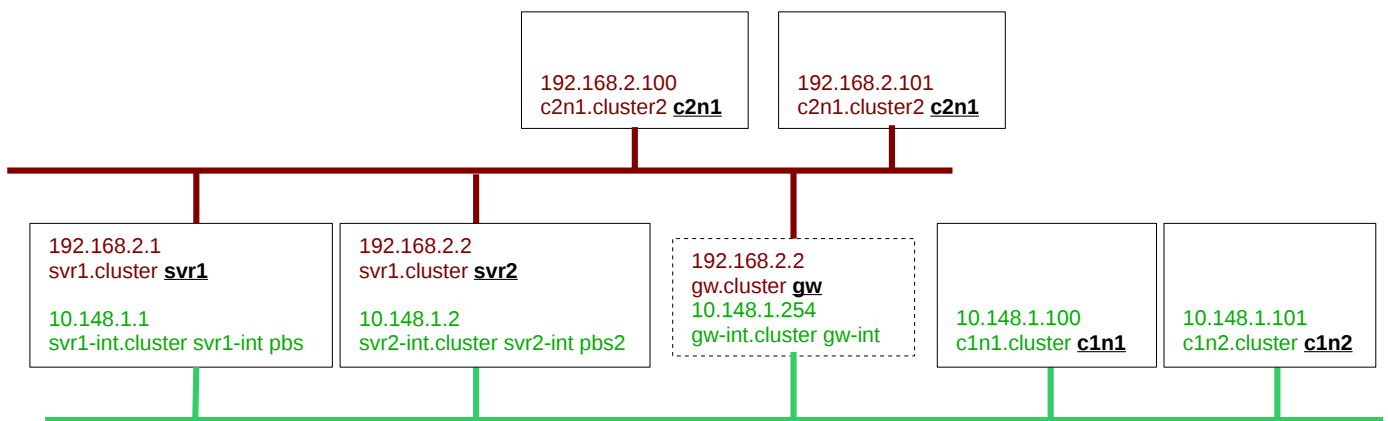 192.168.2.100
c2n1.cluster2 c2n1
192.168.2.101
c2n1.cluster2 c2n1
192.168.2.1
svr1.cluster svr1
10.148.1.1
svr1-int.cluster svr1-int pbs
192.168.2.2
svr1.cluster svr2
10.148.1.2
svr2-int.cluster svr2-int pbs2
192.168.2.2
gw.cluster gw
10.148.1.254
gw-int.cluster gw-int
10.148.1.100
c1n1.cluster c1n1
10.148.1.101
c1n2.cluster c1n2